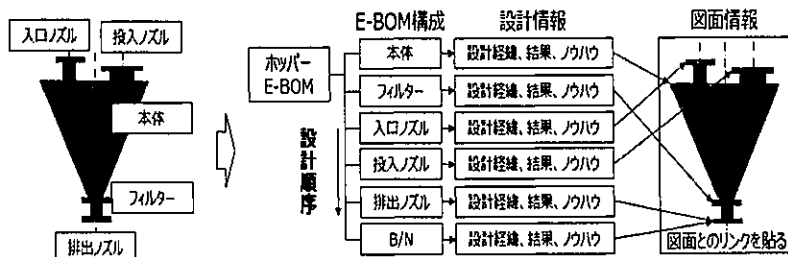 入口ノズル
投入ノズル
本体
フィルター
排出ノズル
E-BOM構成
設計情報
図面情報
ホッパー
E-BOM
設計順序
本体
設計経緯、結果、ノウハウ
フィルター
設計経緯、結果、ノウハウ
入口ノズル
設計経緯、結果、ノウハウ
投入ノズル
設計経緯、結果、ノウハウ
排出ノズル
設計経緯、結果、ノウハウ
B/N
設計経緯、結果、ノウハウ
図面とのリンクを貼る